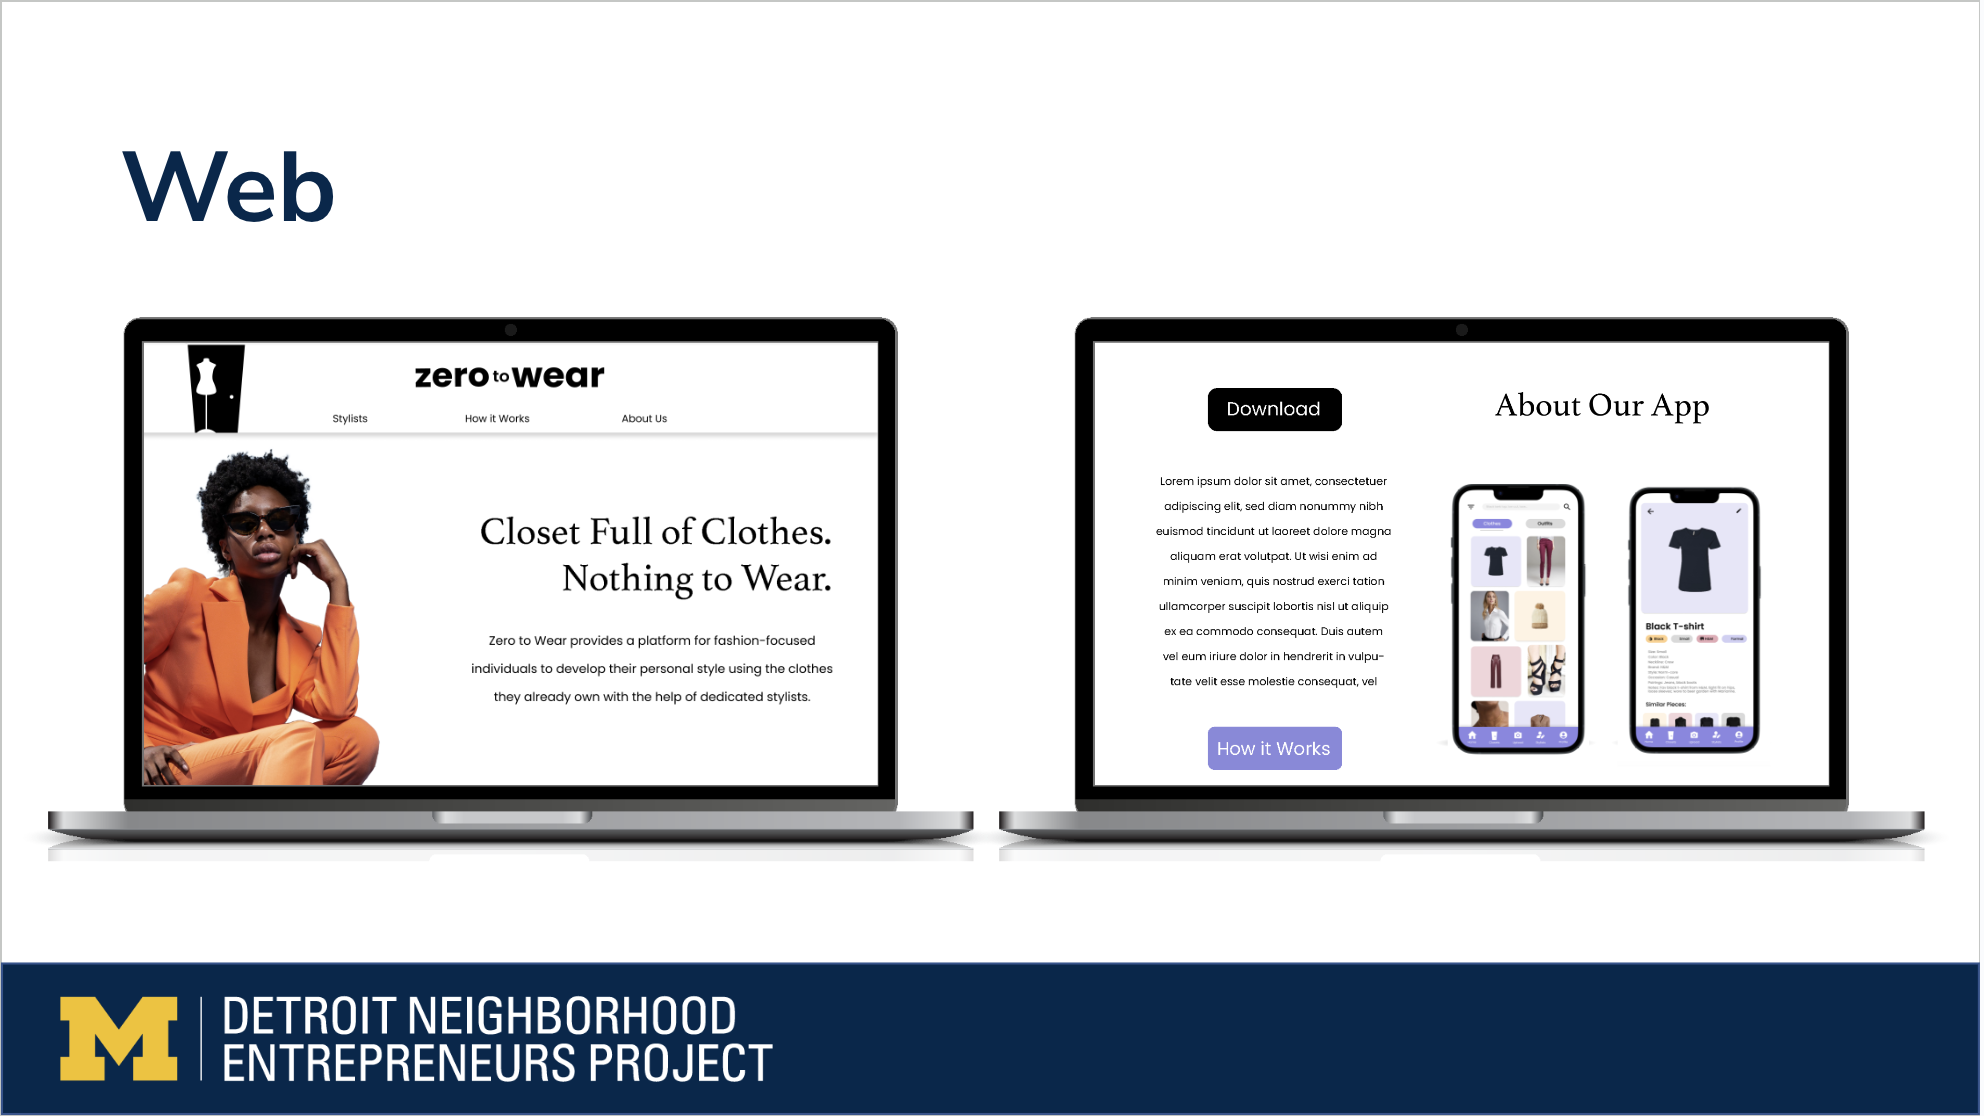 Web
zero to wear
Stylists
How it Works
About Us
Closet Full of Clothes.
Nothing to Wear.
Zero to Wear provides a platform for fashion-focused
individuals to develop their personal style using the clothes
they already own with the help of dedicated stylists.
Download
Lorem ipsum dolor sit amet, consectetuer
adipiscing elit, sed diam nonummy nibh
euismod tincidunt ut laoreet dolore magna
aliquam erat volutpat. Ut wisi enim ad
minim veniam, quis nostrud exerci tation
ullamcorper suscipit lobortis nisl ut aliquip
ex ea commodo consequat. Duis autem
vel eum iriure dolor in hendrerit in vulpu-
tate velit esse molestie consequat, vel
How it Works
About Our App
Clothes
Outfits
Black T-shirt
Similar Pieces:
M
DETROIT NEIGHBORHOOD
ENTREPRENEURS PROJECT